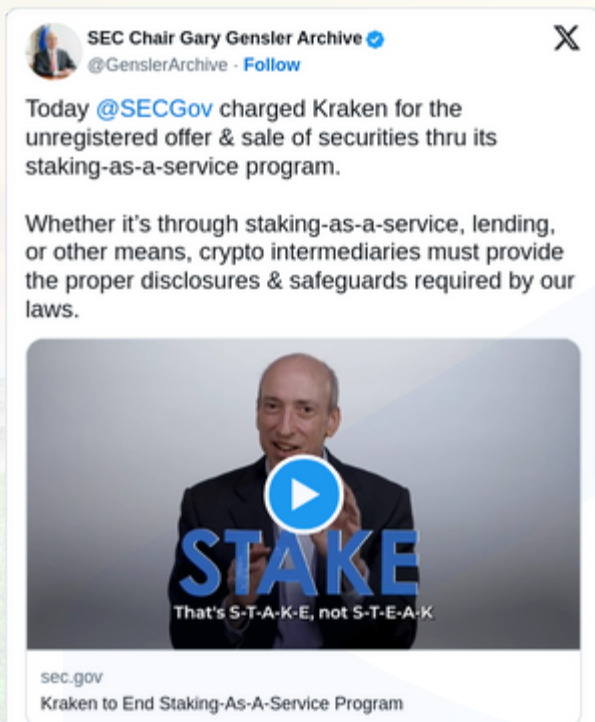 SEC Chair Gary Gensler Archive
@GenslerArchive · Follow
Today @SECGov charged Kraken for the
unregistered offer & sale of securities thru its
staking-as-a-service program.
Whether it's through staking-as-a-service, lending,
or other means, crypto intermediaries must provide
the proper disclosures & safeguards required by our
laws.
STAKE
That's S-T-A-K-E, not S-T-E-A-K
sec.gov
Kraken to End Staking-As-A-Service Program